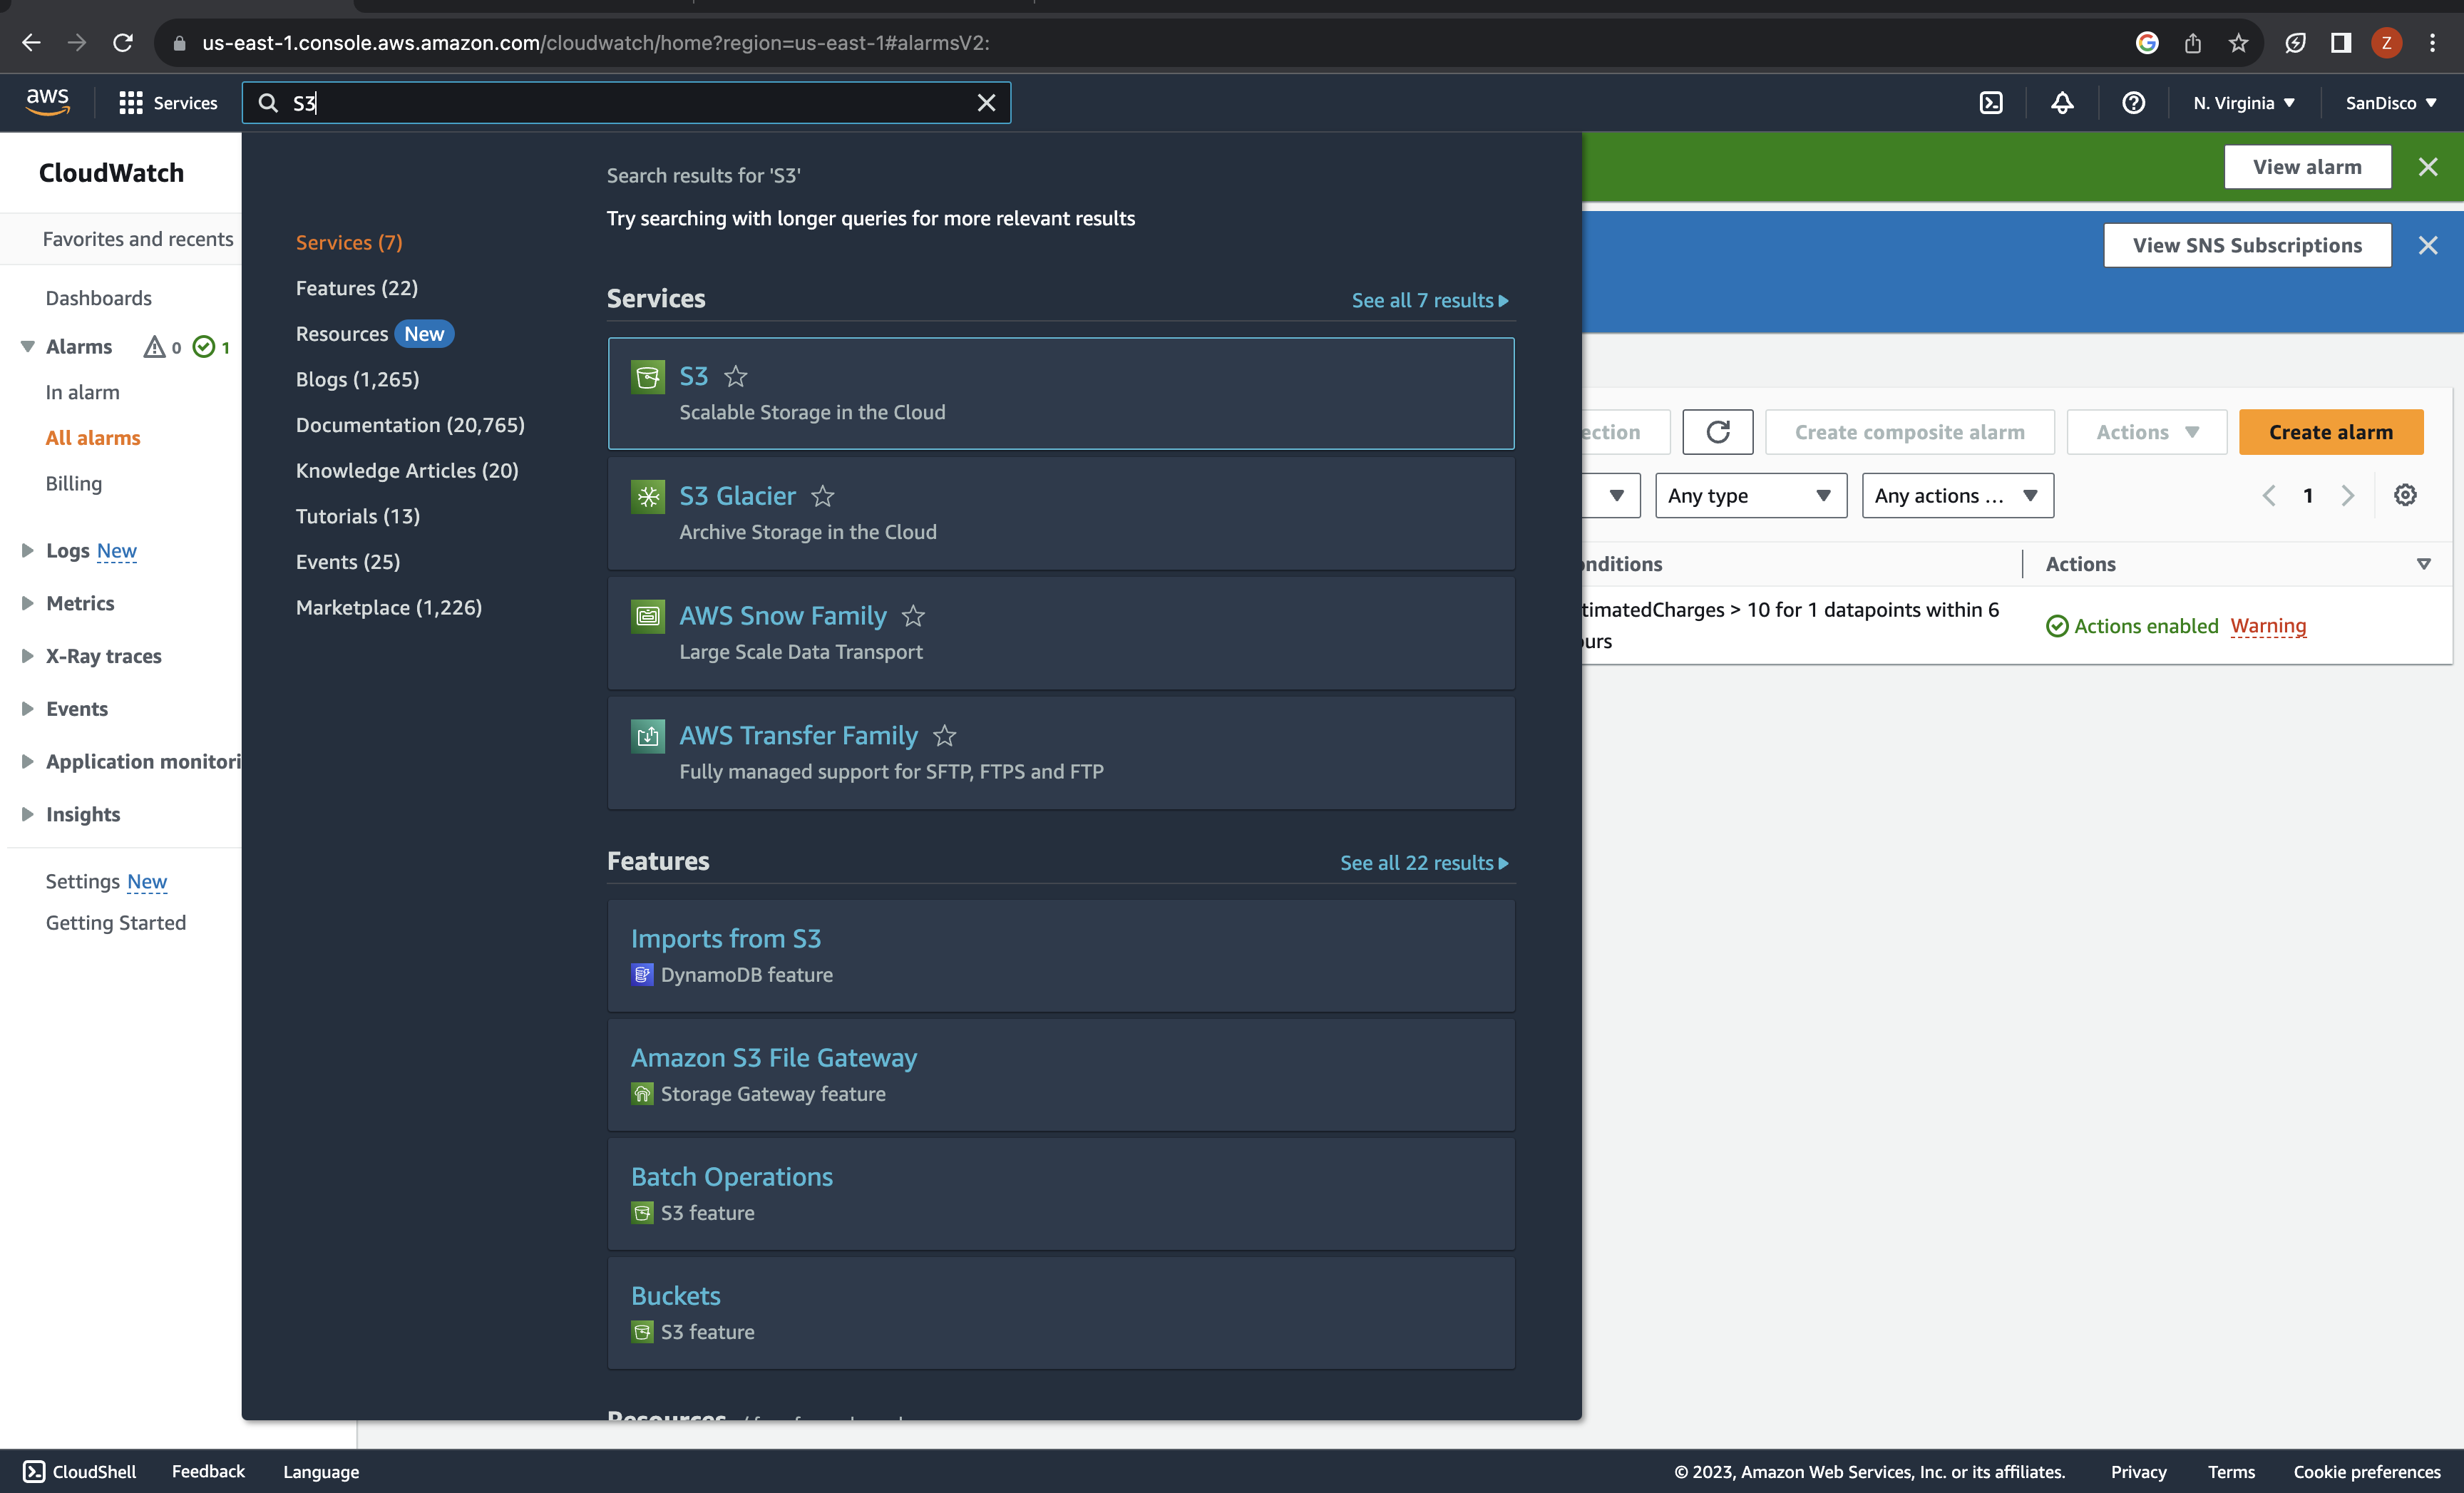 us-east-1.console.aws.amazon.com/cloudwatch/home?region=us-east-1#alarmsV2:
Z
aws
Services
S3
N. Virginia
SanDisco
CloudWatch
Favorites and recents
Dashboards
Alarms 0 1
In alarm
All alarms
Billing
Logs New
Metrics
X-Ray traces
Events
Application monitori
Insights
Settings New
Getting Started
Services (7)
Features (22)
Resources New
Blogs (1,265)
Documentation (20,765)
Knowledge Articles (20)
Tutorials (13)
Events (25)
Marketplace (1,226)
Search results for 'S3'
Try searching with longer queries for more relevant results
Services
See all 7 results
S3
Scalable Storage in the Cloud
S3 Glacier
Archive Storage in the Cloud
AWS Snow Family
Large Scale Data Transport
AWS Transfer Family
Fully managed support for SFTP, FTPS and FTP
Features
See all 22 results
Imports from S3
DynamoDB feature
Amazon S3 File Gateway
Storage Gateway feature
Batch Operations
S3 feature
Buckets
S3 feature
Resources
View alarm
View SNS Subscriptions
ection
Create composite alarm
Actions
Create alarm
Any type
Any actions ...
1
nditions
Actions
timatedCharges > 10 for 1 datapoints within 6
urs
Actions enabled Warning
CloudShell
Feedback
Language
© 2023, Amazon Web Services, Inc. or its affiliates.
Privacy
Terms
Cookie preferences